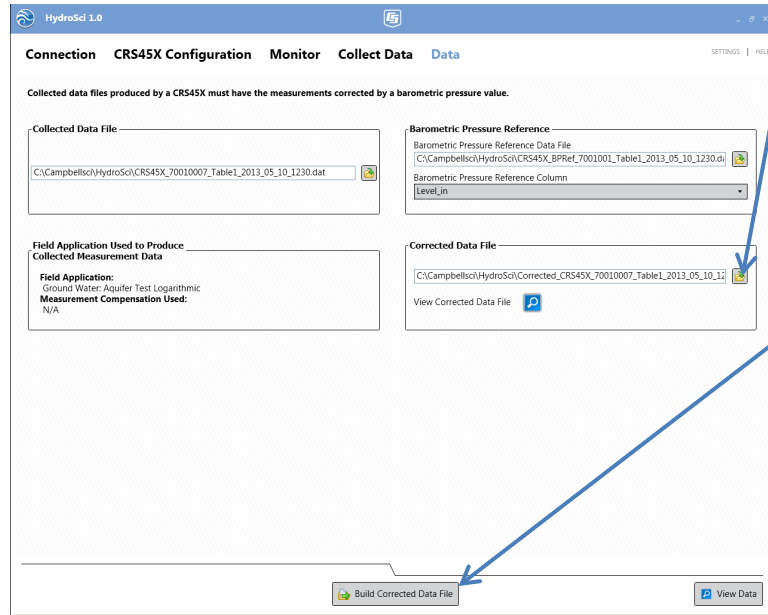 HydroSci 1.0
Connection CRS45X Configuration Monitor Collect Data Data
SETTINGS | HEL
Collected data files produced by a CRS45X must have the measurements corrected by a barometric pressure value.
Collected Data File
C:\Campbellsci\HydroSci\CRS45X_70010007_Table1_2013_05_10_1230.dat
Barometric Pressure Reference
Barometric Pressure Reference Data File
C:\Campbellsci\HydroSci\CRS45X_BPRef_7001001_Table1_2013_05_10_1230.da
Barometric Pressure Reference Column
Level_in
Field Application Used to Produce
Collected Measurement Data
Field Application:
Ground Water: Aquifer Test Logarithmic
Measurement Compensation Used:
N/A
Corrected Data File
C:\Campbellsci\HydroSci\Corrected_CRS45X_70010007_Table1_2013_05_10_12
View Corrected Data File
Build Corrected Data File
View Data